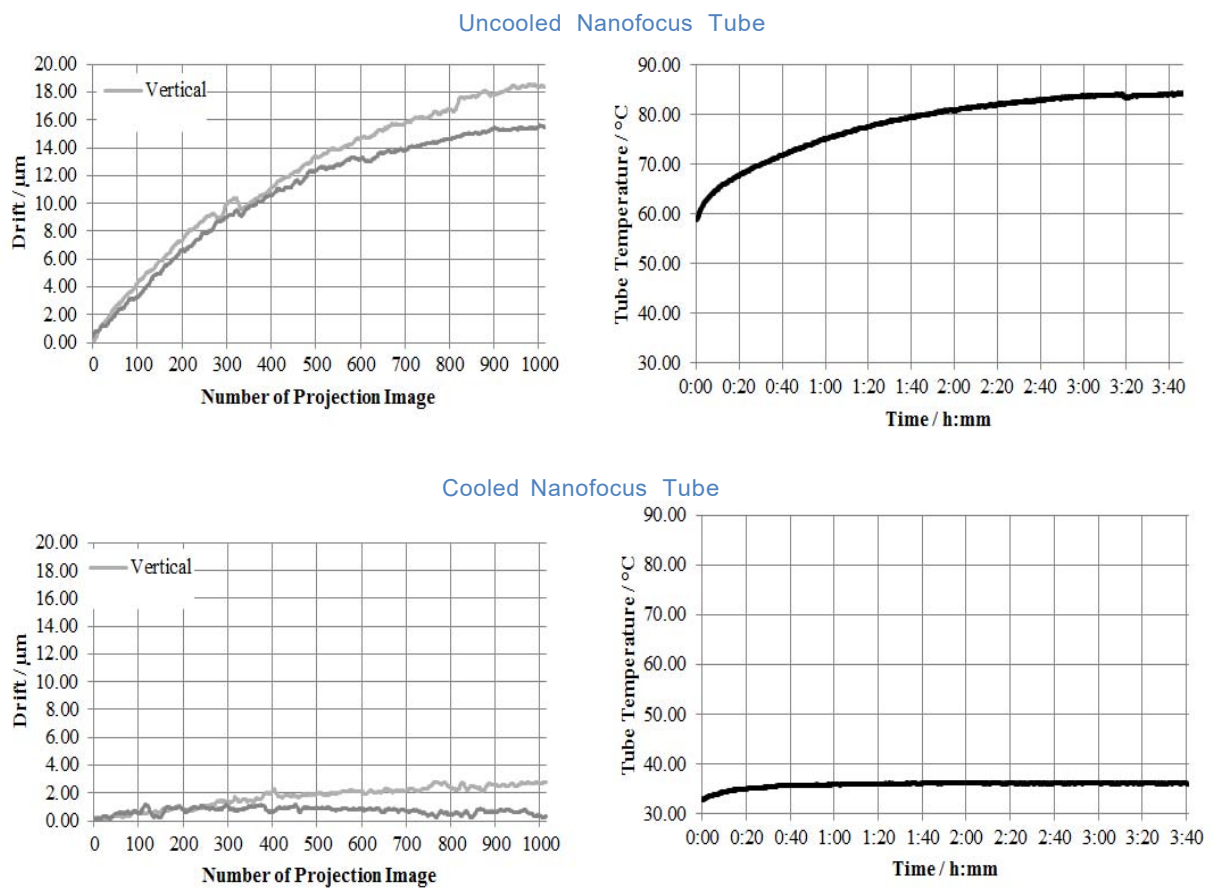 Uncooled Nanofocus Tube
20.00
18.00
16.00
14.00
12.00
10.00
8.00
6.00
4.00
2.00
0.00
Drift / µm
Vertical
0 100 200 300 400 500 600 700 800 900 1000
Number of Projection Image
90.00
80.00
70.00
60.00
50.00
40.00
30.00
Tube Temperature / °C
0:00 0:20 0:40 1:00 1:20 1:40 2:00 2:20 2:40 3:00 3:20 3:40
Time / h:mm
Cooled Nanofocus Tube
20.00
18.00
16.00
14.00
12.00
10.00
8.00
6.00
4.00
2.00
0.00
Drift / µm
Vertical
0 100 200 300 400 500 600 700 800 900 1000
Number of Projection Image
90.00
80.00
70.00
60.00
50.00
40.00
30.00
Tube Temperature / °C
0:00 0:20 0:40 1:00 1:20 1:40 2:00 2:20 2:40 3:00 3:20 3:40
Time / h:mm